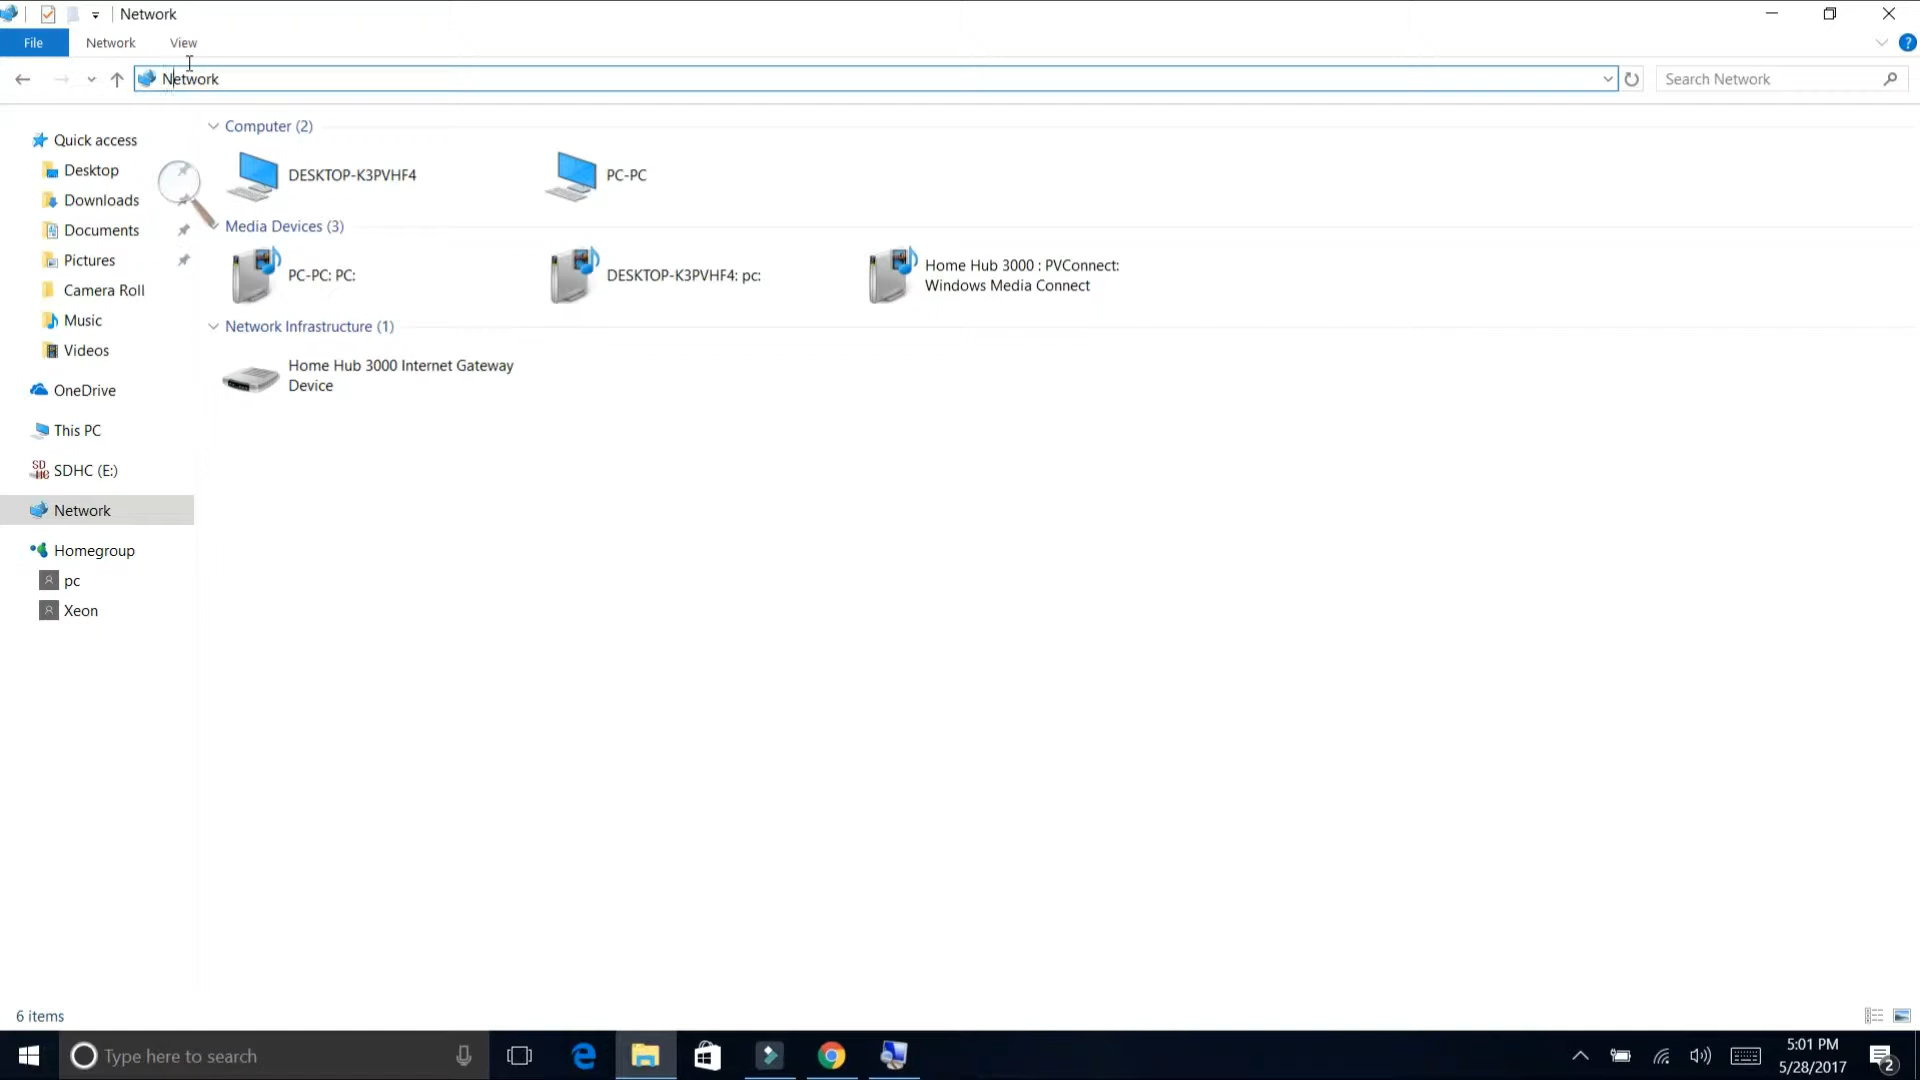 Network
File
Network
View
Network
Search Network
Quick access
Desktop
Downloads
Documents
Pictures
Camera Roll
Music
Videos
OneDrive
This PC
SD
HC
SDHC (E:)
Network
Homegroup
pc
Xeon
Computer (2)
DESKTOP-K3PVHF4
PC-PC
Media Devices (3)
PC-PC: PC:
DESKTOP-K3PVHF4: pc:
Home Hub 3000 : PVConnect:
Windows Media Connect
Network Infrastructure (1)
Home Hub 3000 Internet Gateway
Device
6 items
Type here to search
5:01 PM
5/28/2017
2